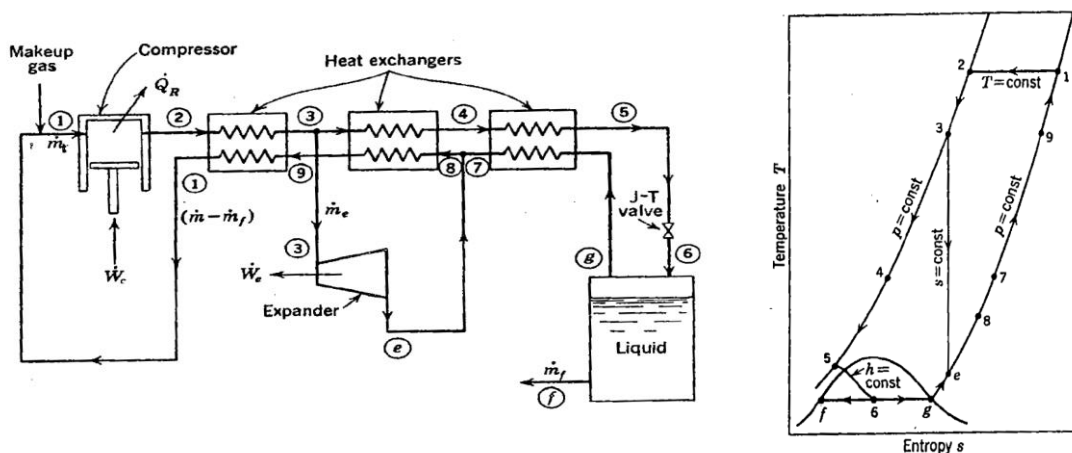 Makeup
gas
Compressor
Q̇R
Heat exchangers
1
2
3
4
5
ṁt
1
9
8
7
(ṁ−ṁf)
ṁe
J-T
valve
3
g
6
Ẇc
Ẇe
Expander
e
Liquid
ṁf
f
Temperature T
2
1
T=const
3
9
p=const
s=const
p=const
4
7
8
5
h=
const
e
f
6
g
Entropy s